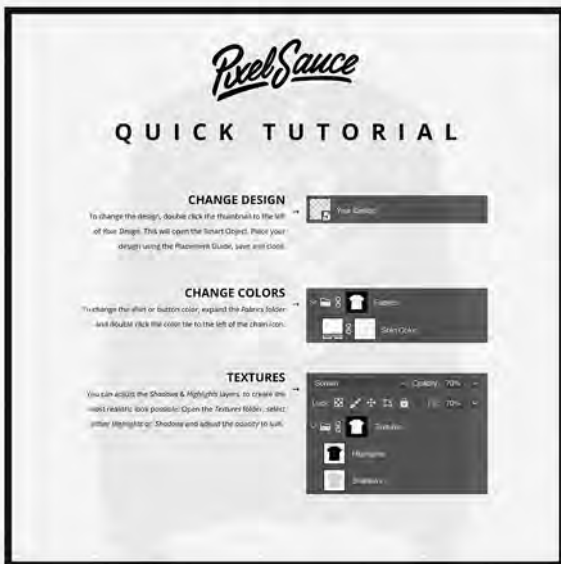 Pixel Sauce
QUICK TUTORIAL
CHANGE DESIGN
To change the design, double click the thumbnail to the left
of Your Design. This will open the Smart Object. Place your
design using the Placement Guide, save and close.
Your Design
CHANGE COLORS
To change the shirt or button color, expand the Fabrics folder
and double click the color tile to the left of the chain icon.
Fabrics
Shirt Color
TEXTURES
You can adjust the Shadows & Highlights layers, to create the
most realistic look possible. Open the Textures folder, select
either Highlights or Shadows and adjust the opacity to suit.
Screen Opacity: 70%
Lock: Fill: 70%
Textures
Highlights
Shadows